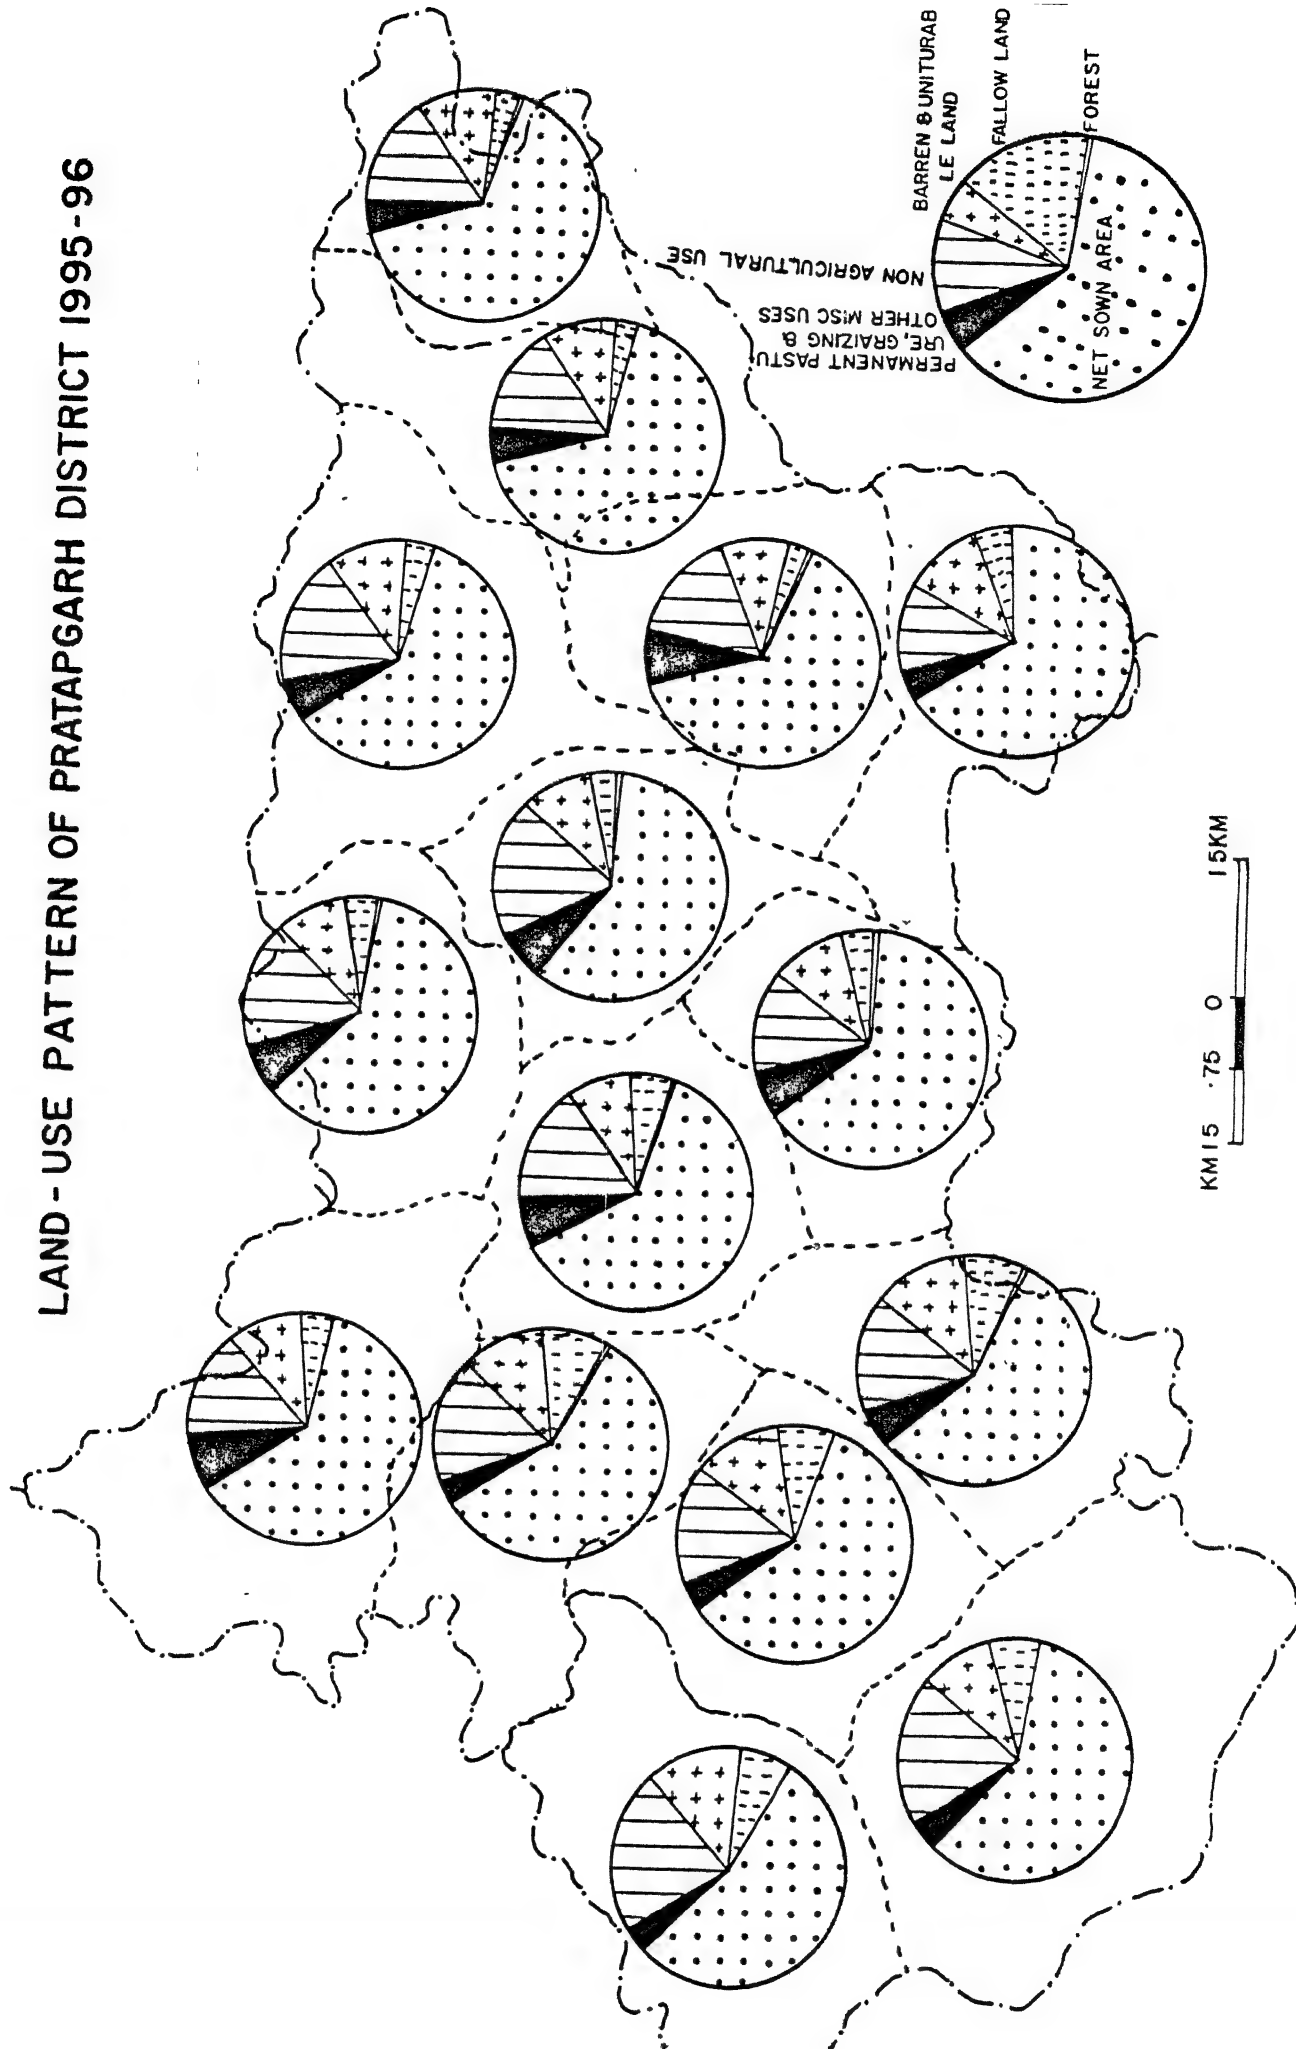 LAND-USE PATTERN OF PRATAPGARH DISTRICT 1995-96
BARREN & UNITURAB
LE LAND
FALLOW LAND
FOREST
NON AGRICULTURAL USE
PERMANENT PASTU
URE, GRAIZING &
OTHER MISC USES
NET SOWN AREA
KM 15 ·75 0 15KM